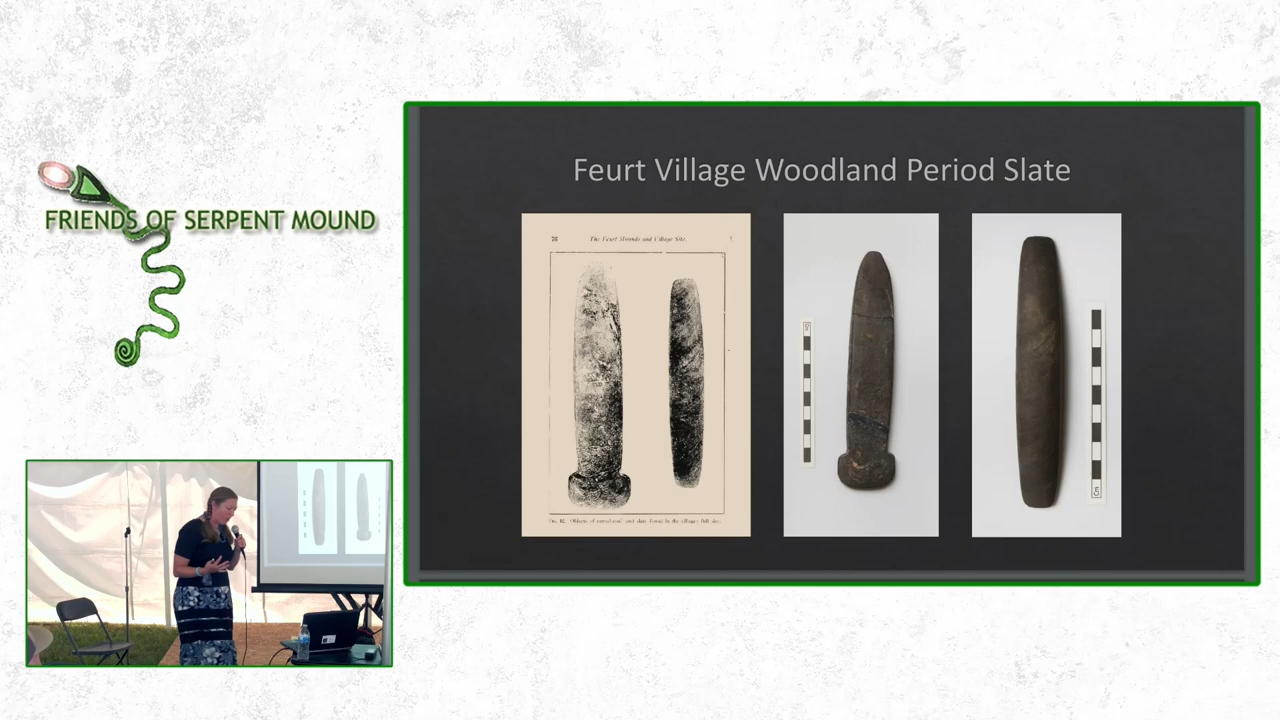 FRIENDS OF SERPENT MOUND
Feurt Village Woodland Period Slate
The Feurt Mounds and Village Site.